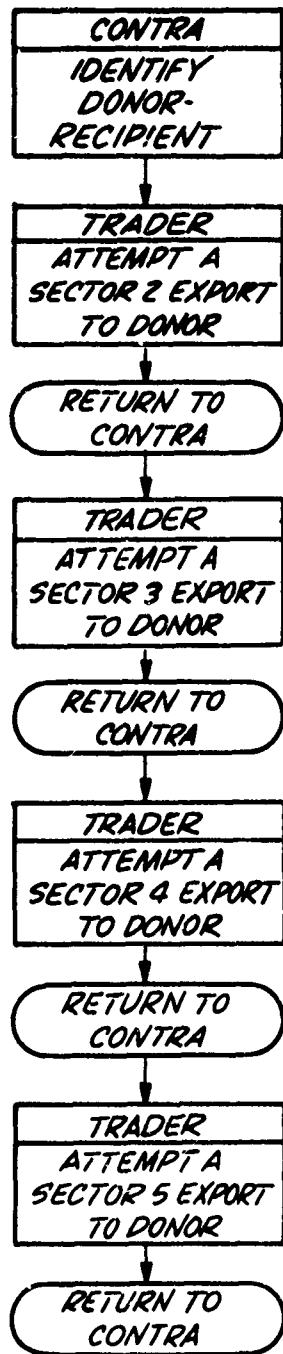 CONTRA
IDENTIFY
DONOR-
RECIPIENT
TRADER
ATTEMPT A
SECTOR 2 EXPORT
TO DONOR
RETURN TO
CONTRA
TRADER
ATTEMPT A
SECTOR 3 EXPORT
TO DONOR
RETURN TO
CONTRA
TRADER
ATTEMPT A
SECTOR 4 EXPORT
TO DONOR
RETURN TO
CONTRA
TRADER
ATTEMPT A
SECTOR 5 EXPORT
TO DONOR
RETURN TO
CONTRA